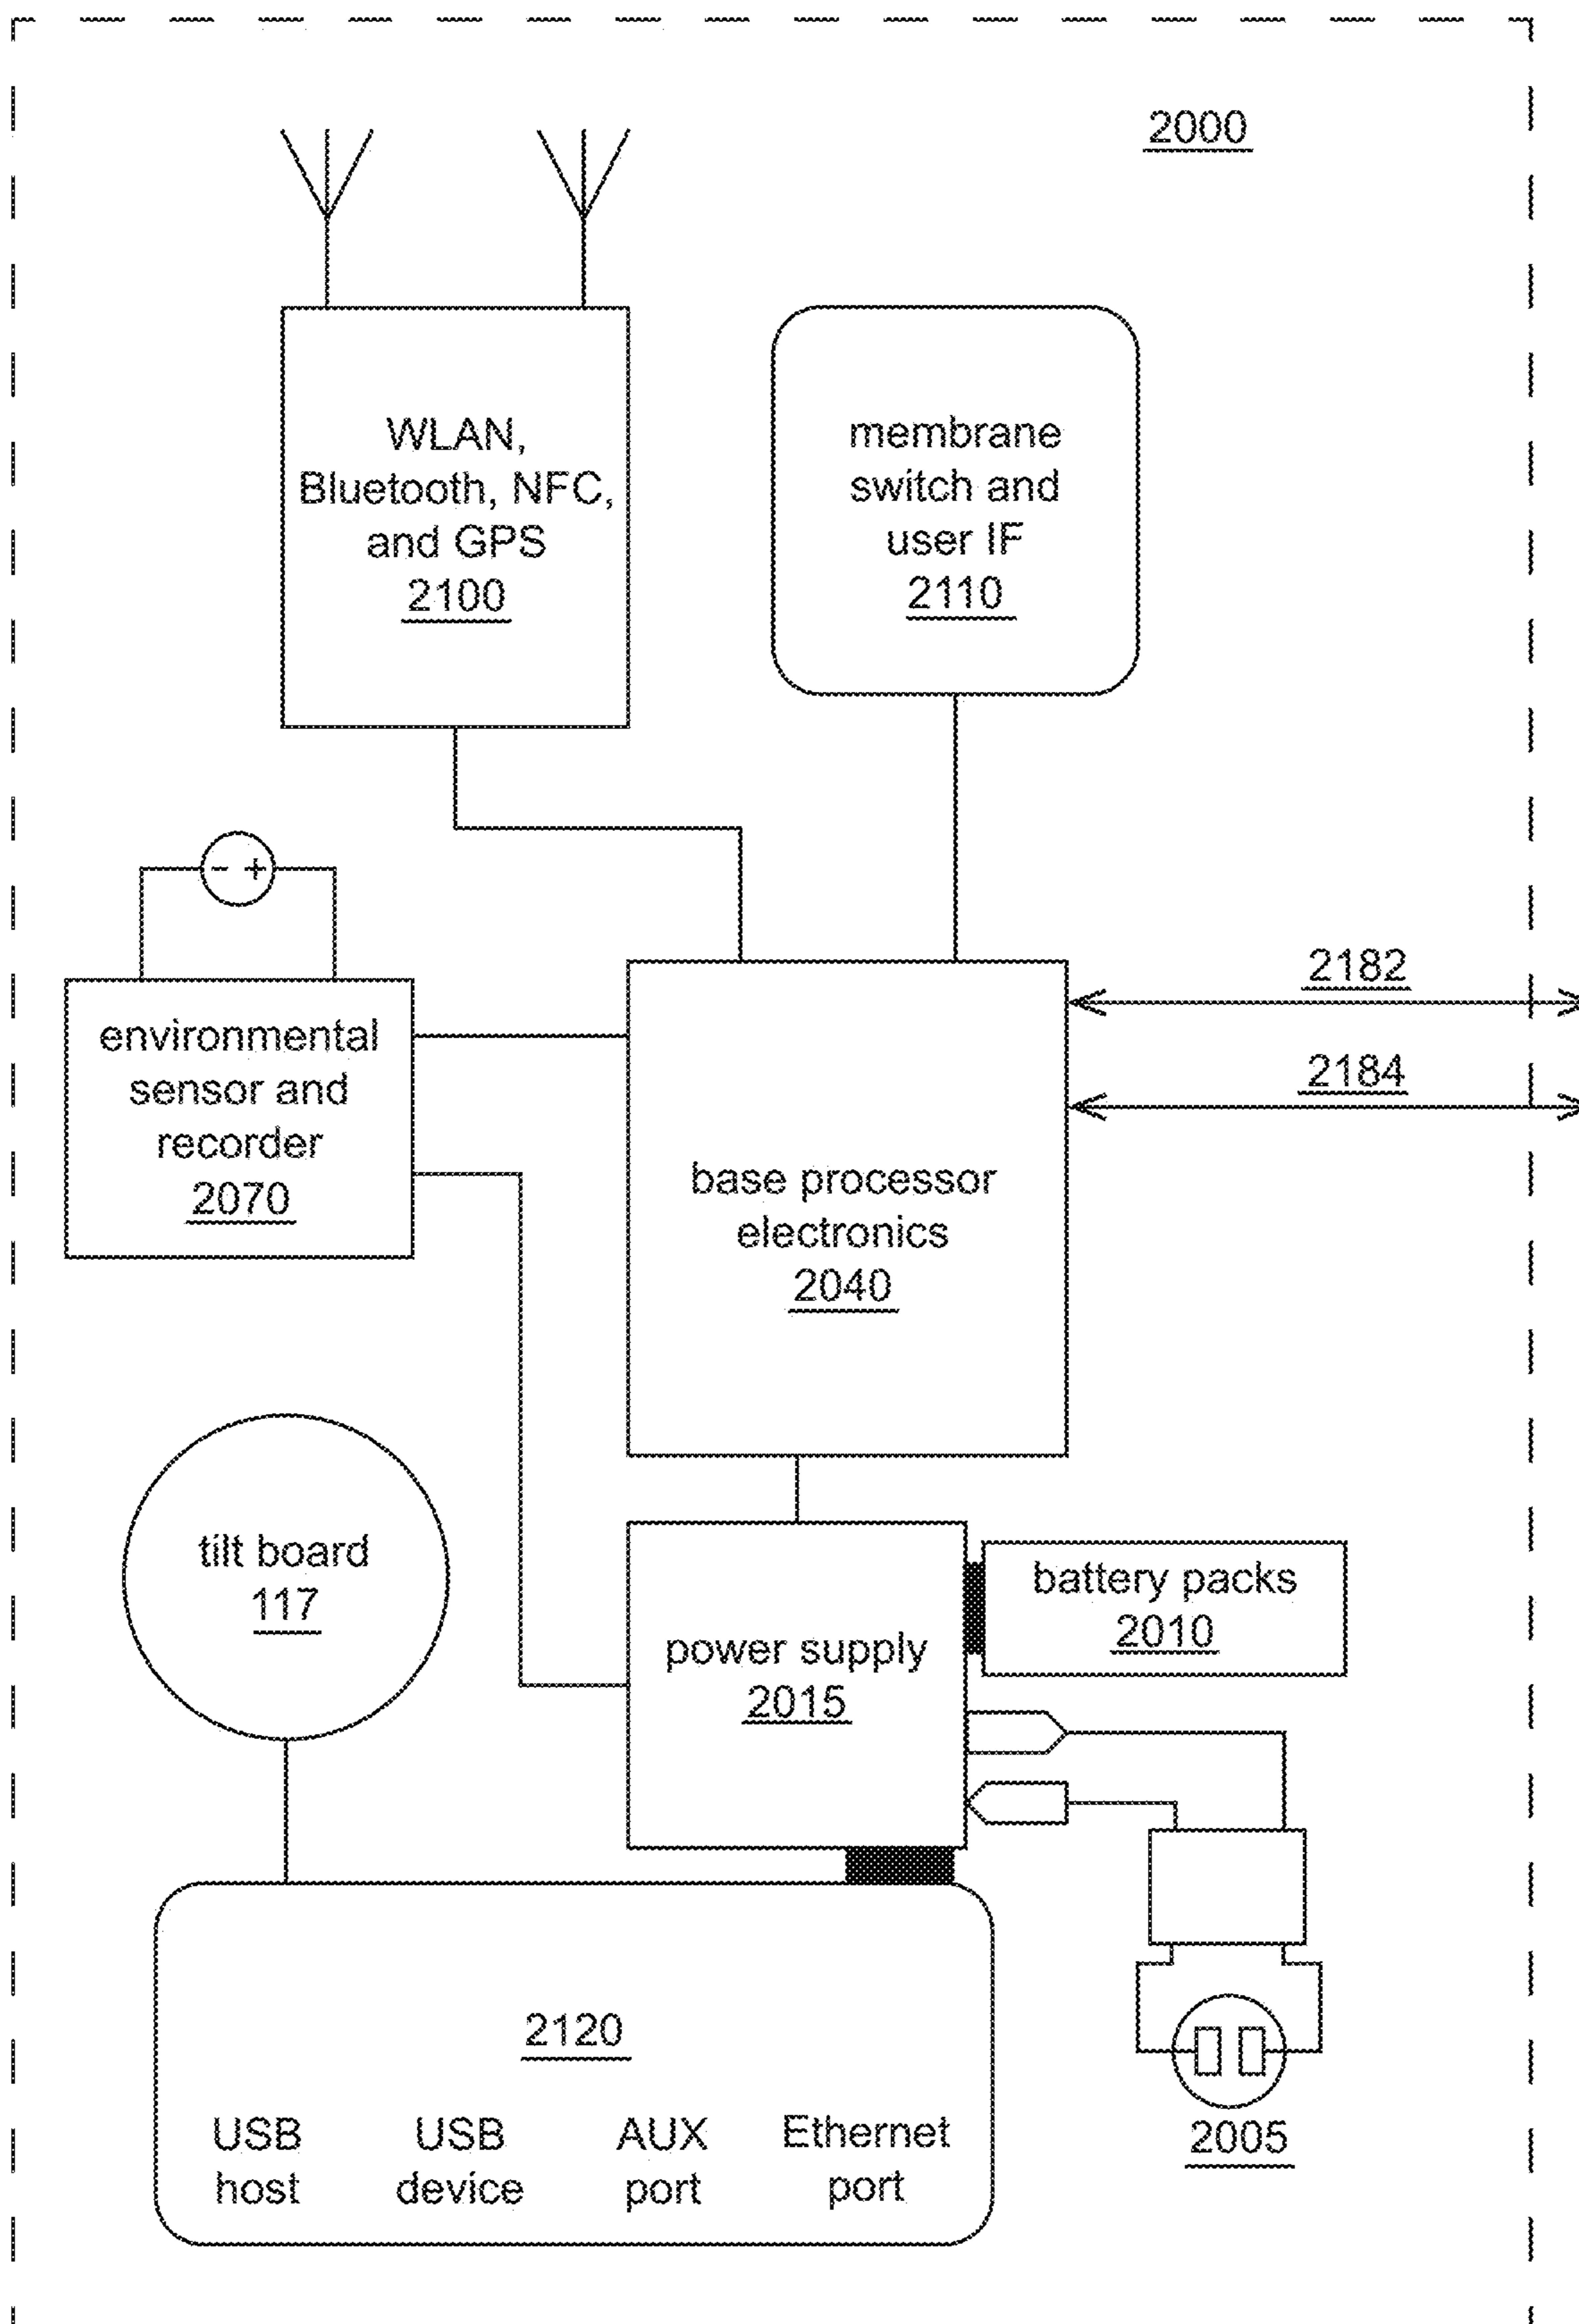 2000
WLAN,
Bluetooth, NFC,
and GPS
2100
membrane
switch and
user IF
2110
- +
environmental
sensor and
recorder
2070
2182
2184
base processor
electronics
2040
tilt board
117
power supply
2015
battery packs
2010
2120
USB
host
USB
device
AUX
port
Ethernet
port
2005